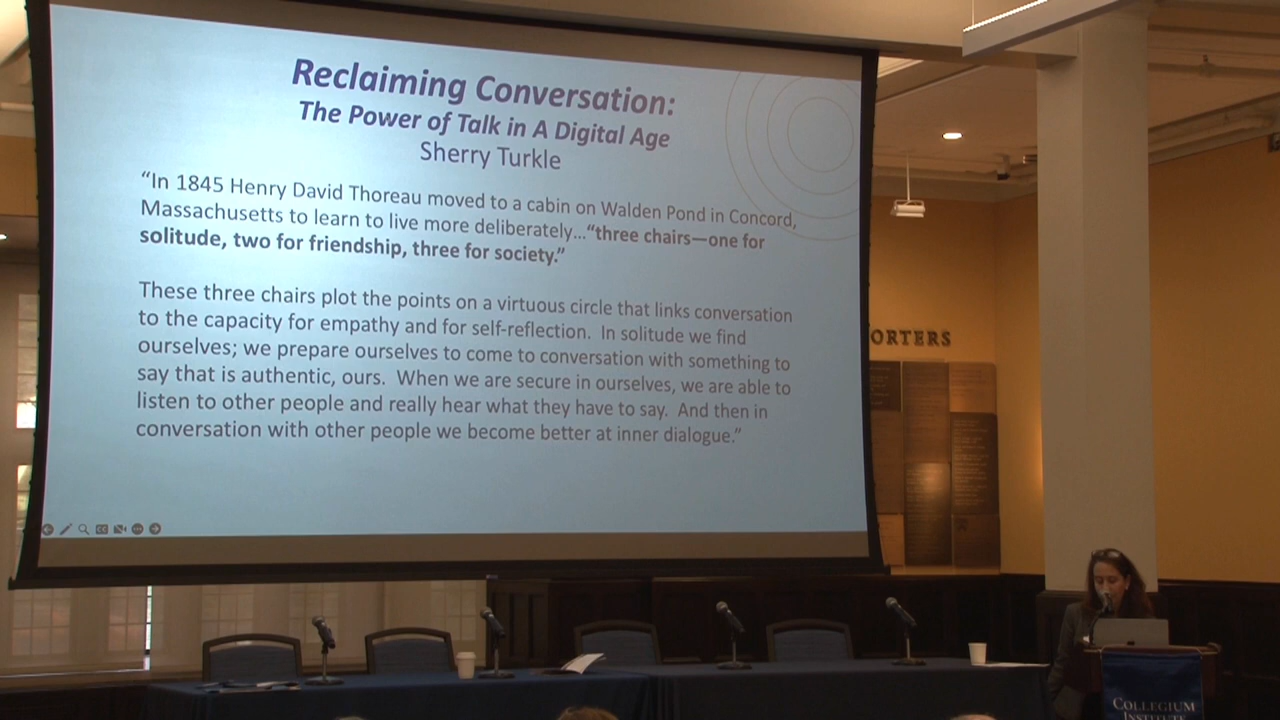 Reclaiming Conversation:
The Power of Talk in A Digital Age
Sherry Turkle
“In 1845 Henry David Thoreau moved to a cabin on Walden Pond in Concord,
Massachusetts to learn to live more deliberately…“three chairs—one for
solitude, two for friendship, three for society.”
These three chairs plot the points on a virtuous circle that links conversation
to the capacity for empathy and for self-reflection.  In solitude we find
ourselves; we prepare ourselves to come to conversation with something to
say that is authentic, ours.  When we are secure in ourselves, we are able to
listen to other people and really hear what they have to say.  And then in
conversation with other people we become better at inner dialogue.”
ORTERS
COLLEGIUM
INSTITUTE